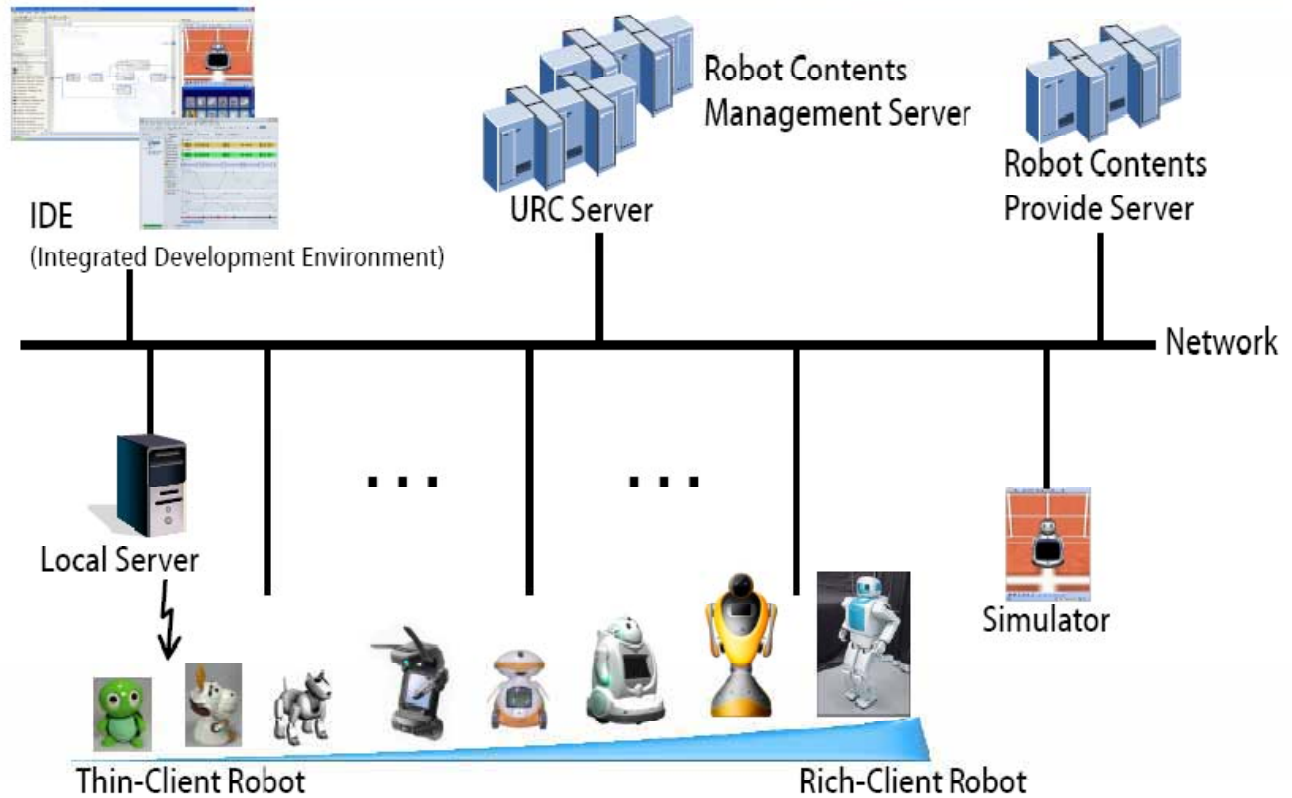 Robot Contents
Management Server
Robot Contents
Provide Server
URC Server
IDE
(Integrated Development Environment)
Network
. . .
. . .
Local Server
Simulator
Thin-Client Robot
Rich-Client Robot